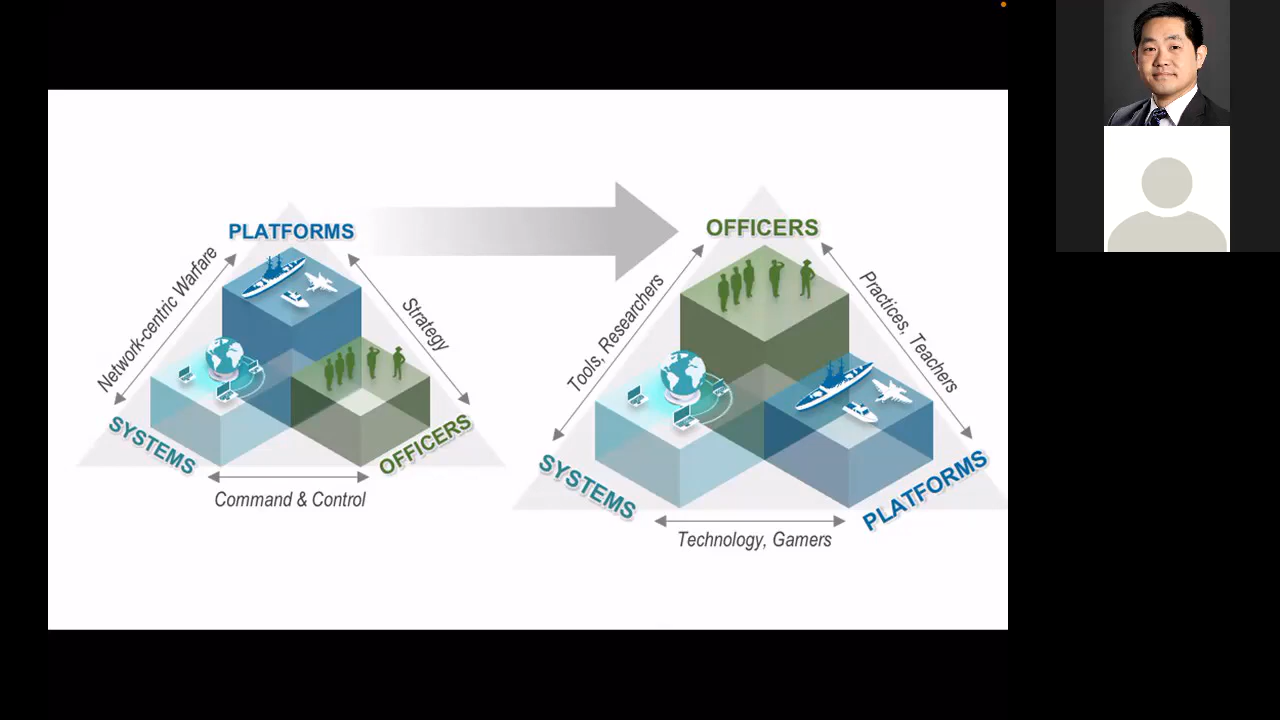 PLATFORMS
Network-centric Warfare
Strategy
SYSTEMS
OFFICERS
Command & Control
OFFICERS
Tools, Researchers
Practices, Teachers
SYSTEMS
PLATFORMS
Technology, Gamers